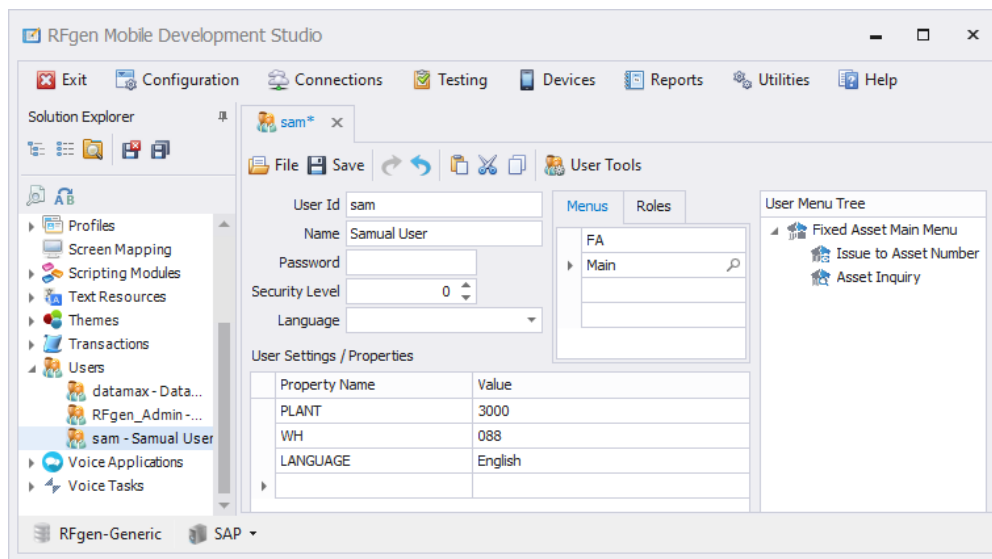 RFgen Mobile Development Studio
Exit Configuration Connections Testing Devices Reports Utilities Help
Solution Explorer
sam*
File Save User Tools
AB
Profiles
Screen Mapping
Scripting Modules
Text Resources
Themes
Transactions
Users
datamax - Data...
RFgen_Admin -...
sam - Samual User
Voice Applications
Voice Tasks
User Id sam
Name Samual User
Password
Security Level 0
Language
Menus Roles
FA
Main
User Menu Tree
Fixed Asset Main Menu
Issue to Asset Number
Asset Inquiry
User Settings / Properties
Property Name Value
PLANT 3000
WH 088
LANGUAGE English
RFgen-Generic SAP